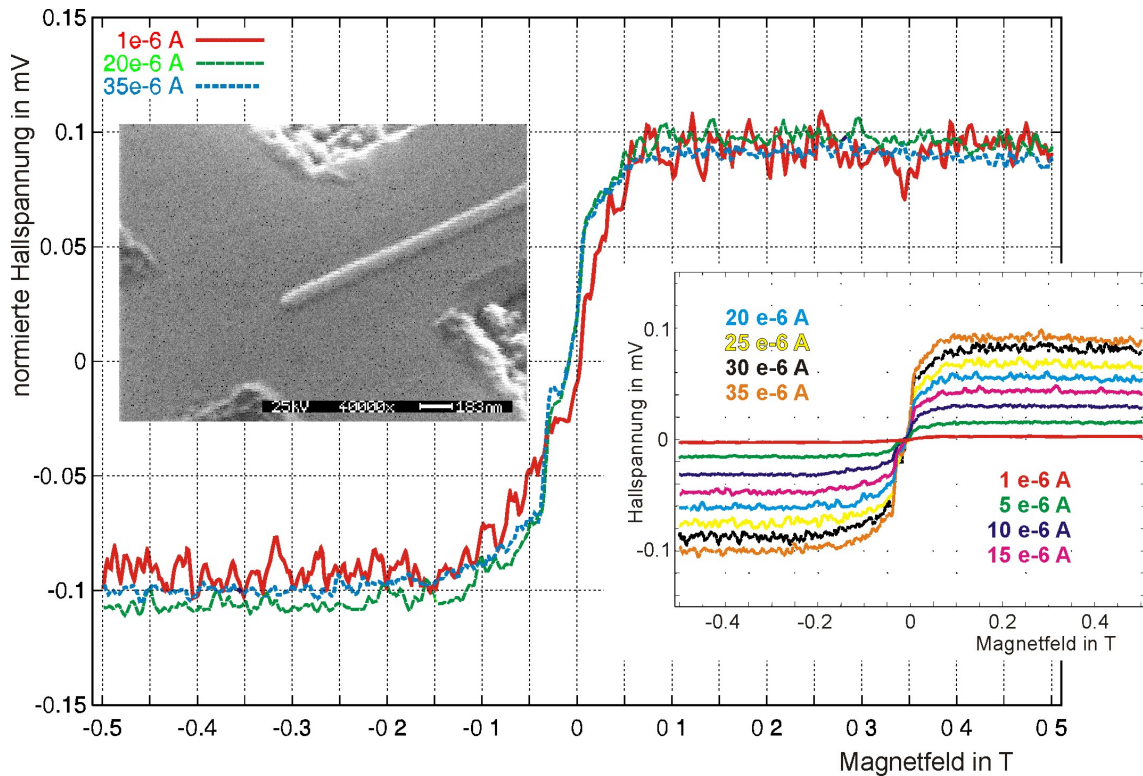 1e-6 A
20e-6 A
35e-6 A
normierte Hallspannung in mV
0.15
0.1
0.05
0
-0.05
-0.1
-0.15
-0.5 -0.4 -0.3 -0.2 -0 1 0 0 1 0 2 0 3 0 4 0 5
Magnetfeld in T
25kV 40000x 183nm
20 e-6 A
25 e-6 A
30 e-6 A
35 e-6 A
Hallspannung in mV
0.1
0
-0.1
1 e-6 A
5 e-6 A
10 e-6 A
15 e-6 A
-0.4 -0.2 0 0.2 0.4
Magnetfeld in T